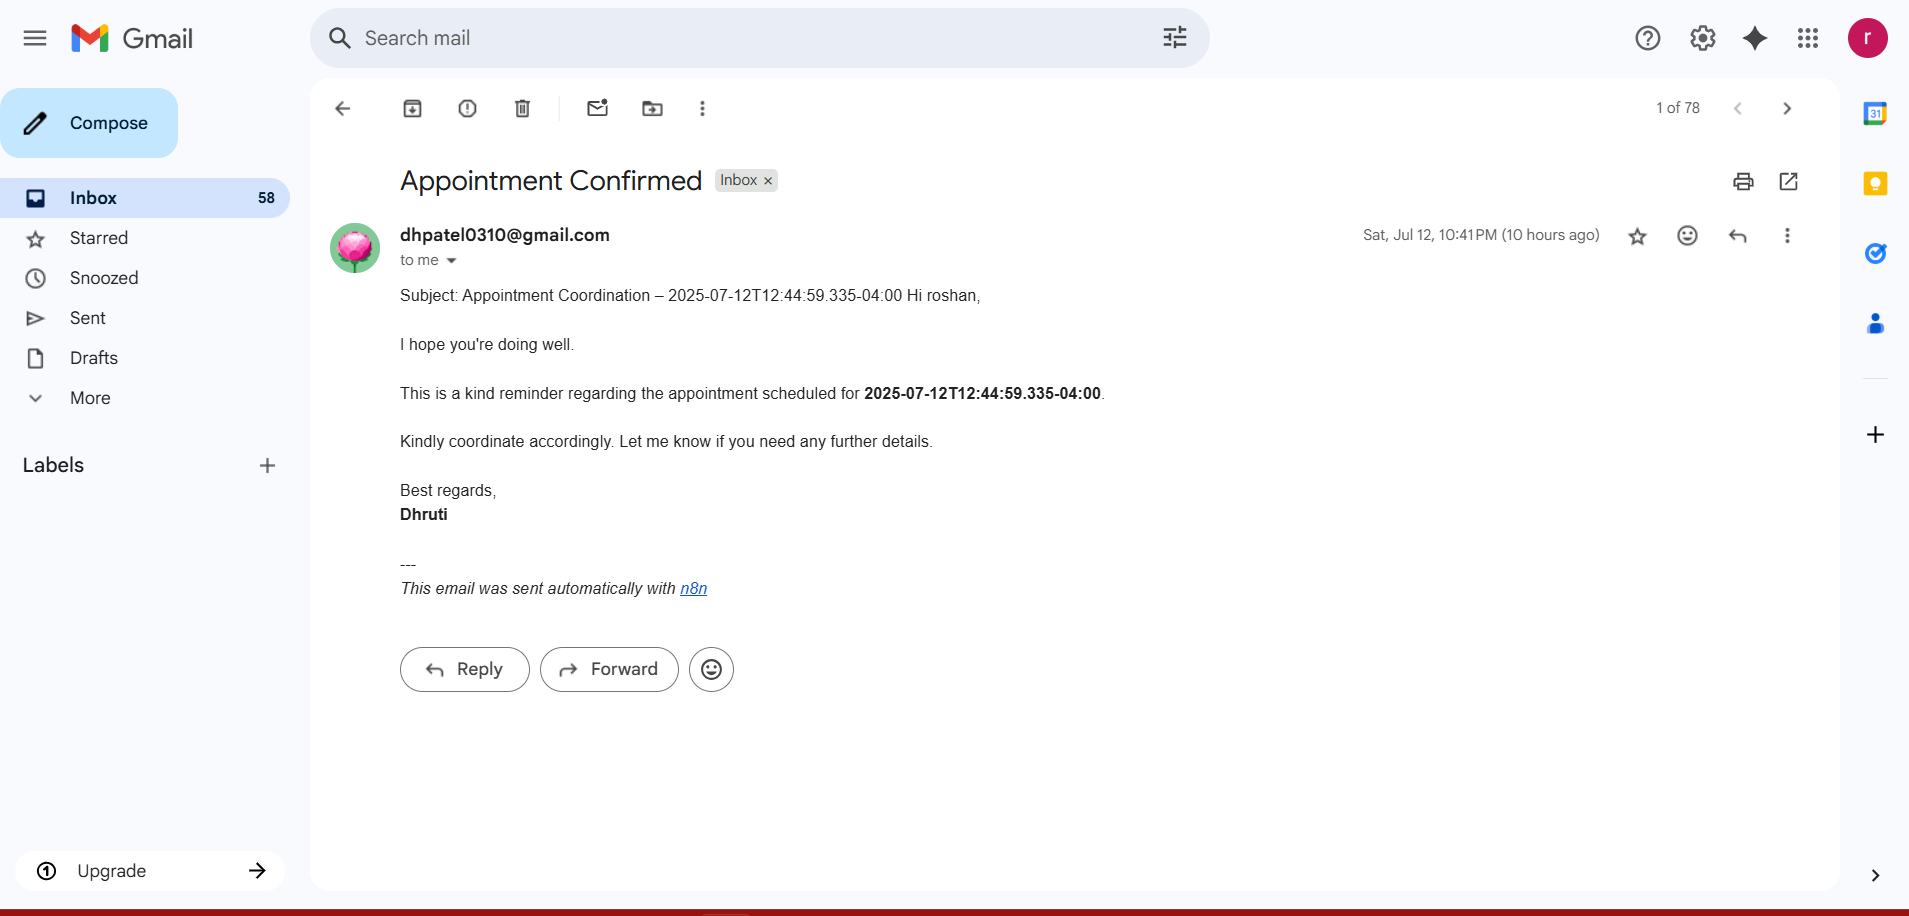 Gmail
Search mail
r
Compose
1 of 78
31
Appointment Confirmed Inbox ×
Inbox 58
Starred
Snoozed
Sent
Drafts
More
Labels
dhpatel0310@gmail.com
Sat, Jul 12, 10:41 PM (10 hours ago)
to me
Subject: Appointment Coordination – 2025-07-12T12:44:59.335-04:00 Hi roshan,
I hope you're doing well.
This is a kind reminder regarding the appointment scheduled for 2025-07-12T12:44:59.335-04:00.
Kindly coordinate accordingly. Let me know if you need any further details.
Best regards,
Dhruti
---
This email was sent automatically with n8n
Reply
Forward
1 Upgrade